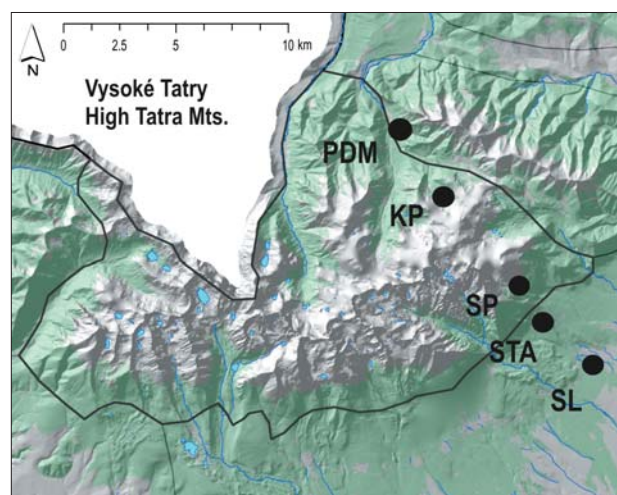 0 2.5 5 10 km
N
Vysoké Tatry
High Tatra Mts.
PDM
KP
SP
STA
SL